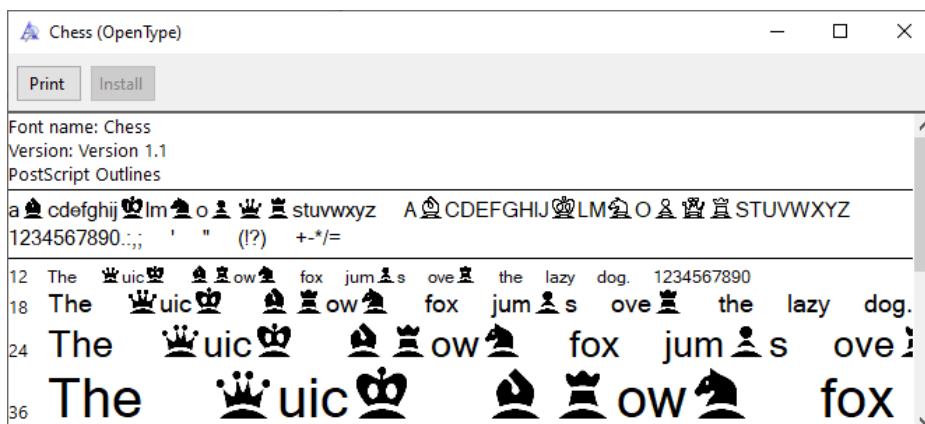 Chess (OpenType)
Print Install
Font name: Chess
Version: Version 1.1
PostScript Outlines
a♝cdefghij♚lm♞o♟♛♜stuvwxyz A♗CDEFGHIJ♔LM♘O♙♕♖STUVWXYZ
1234567890.:,; ' " (!?) +-*/=
12 The ♛uic♚ ♝♜ow♞ fox jum♟s ove♜ the lazy dog. 1234567890
18 The ♛uic♚ ♝♜ow♞ fox jum♟s ove♜ the lazy dog.
24 The ♛uic♚ ♝♜ow♞ fox jum♟s ove♜
36 The ♛uic♚ ♝♜ow♞ fox